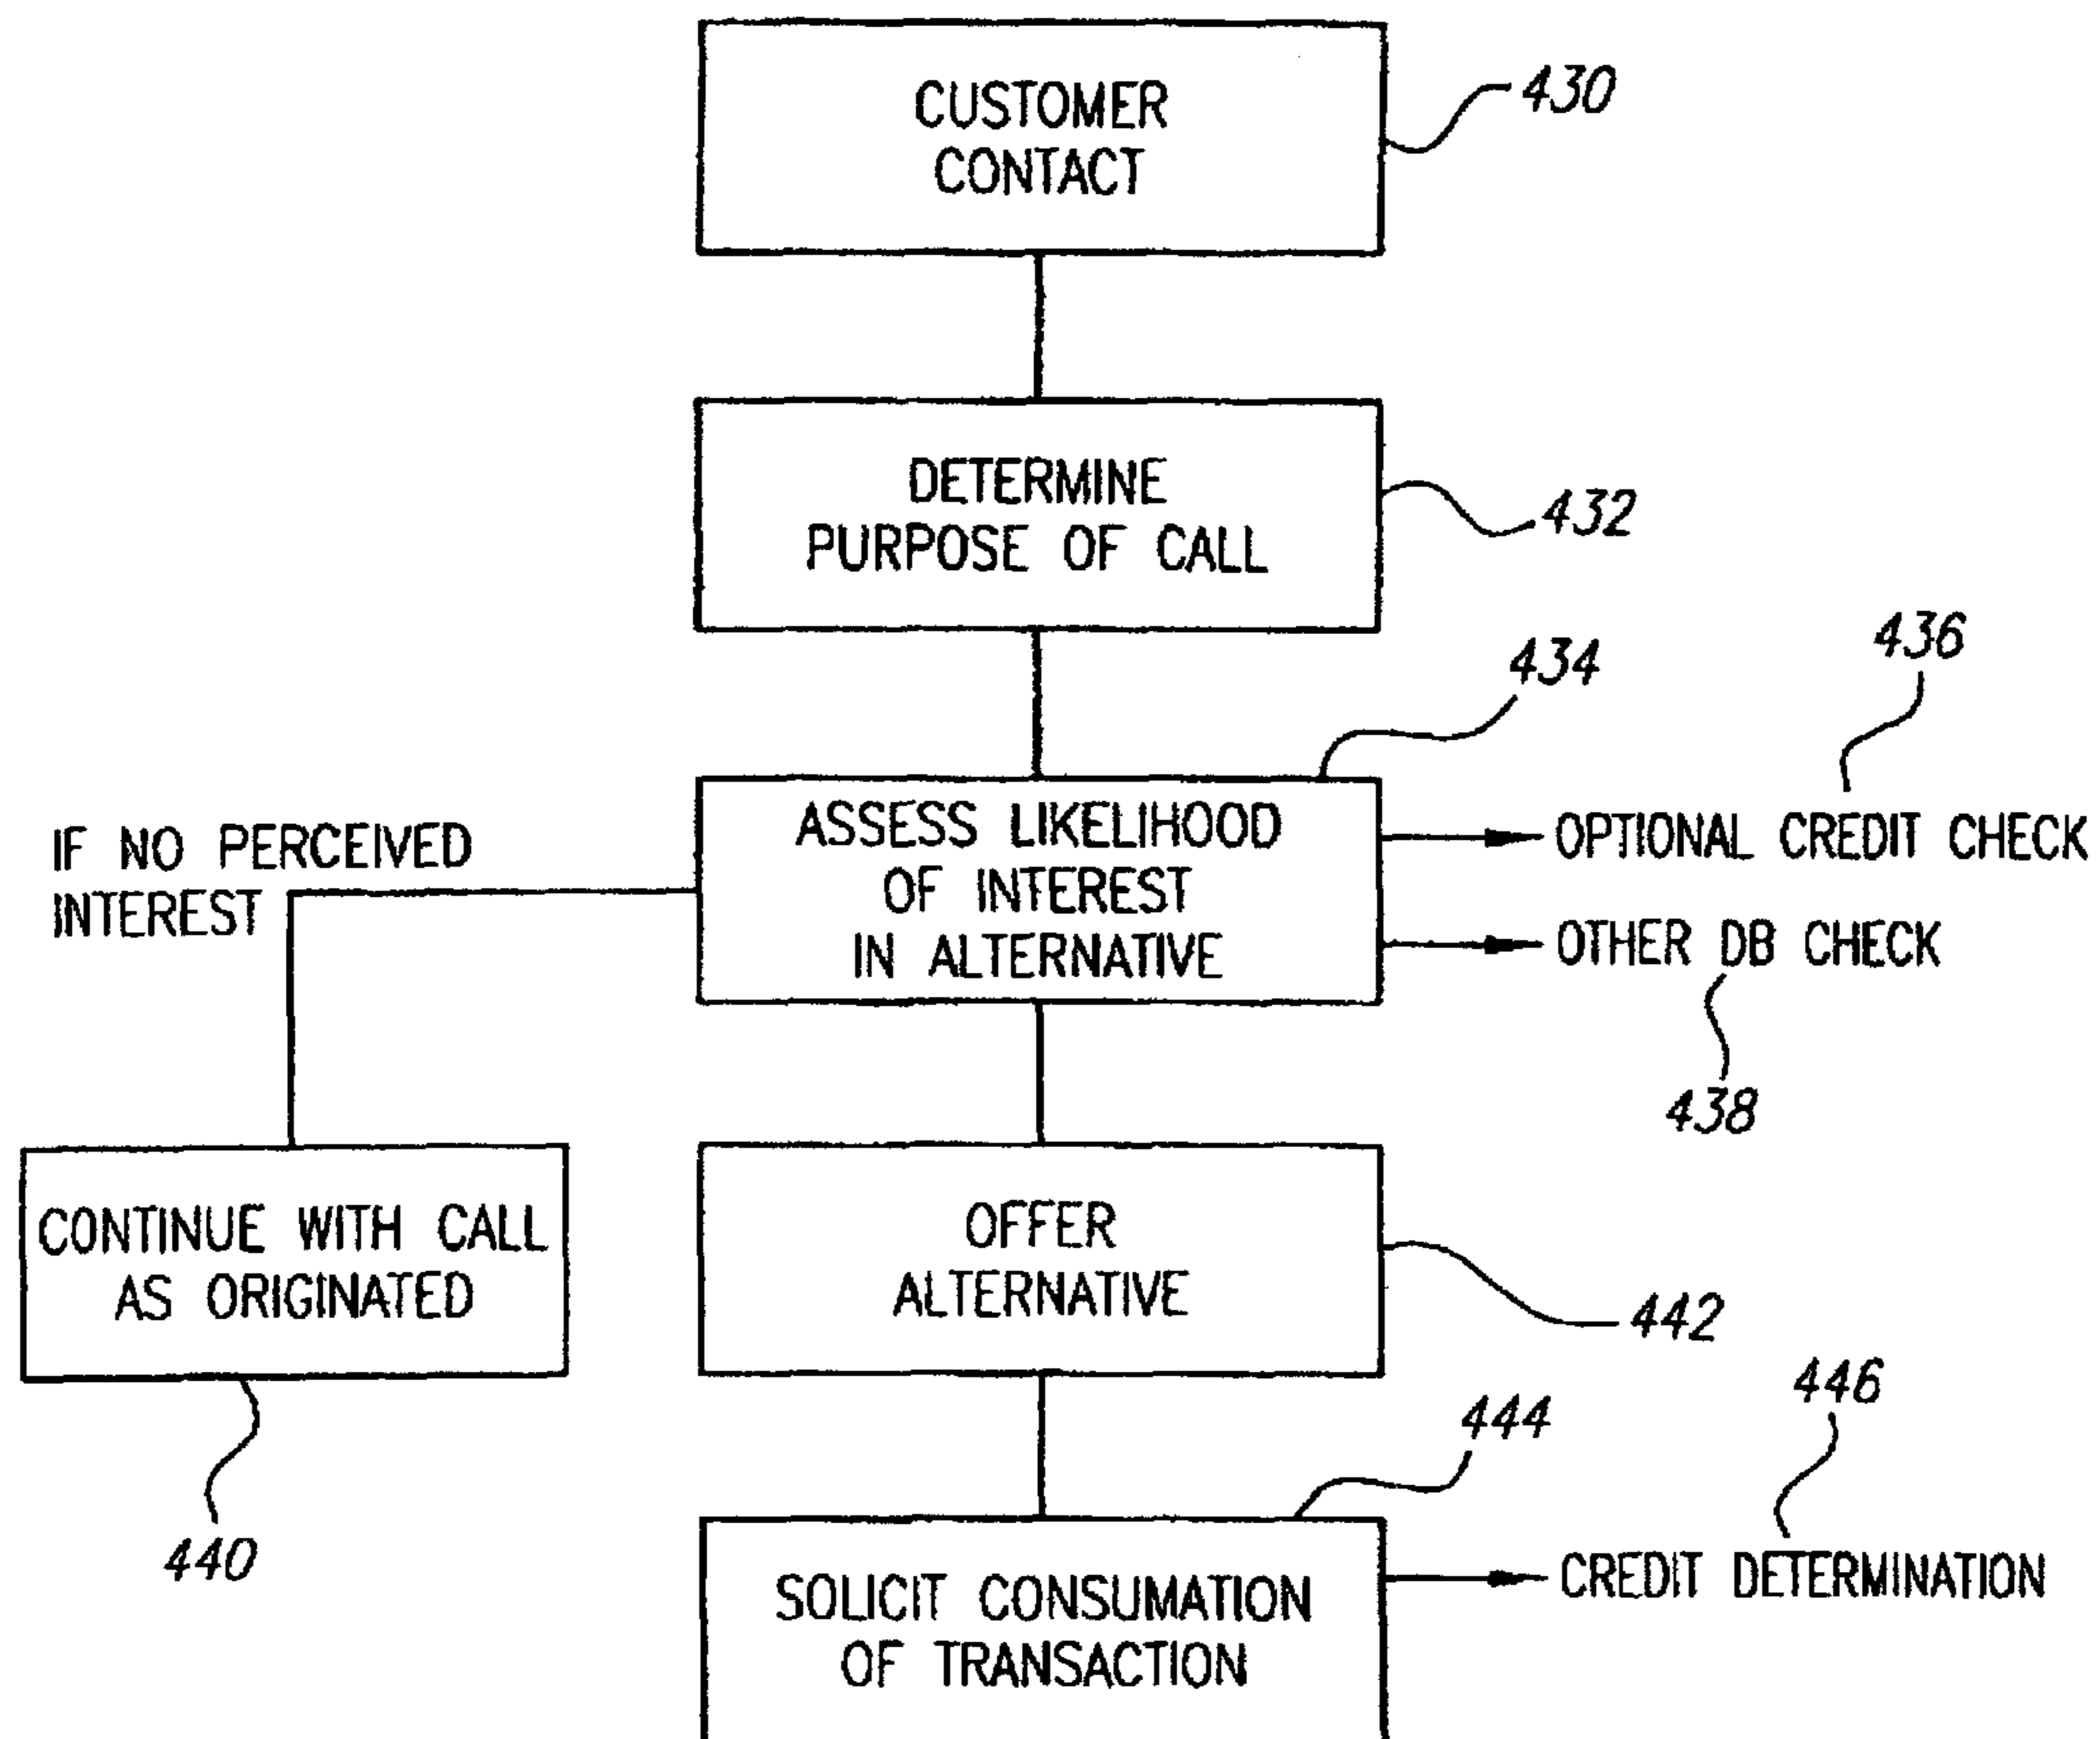 CUSTOMER
CONTACT
430
DETERMINE
PURPOSE OF CALL
432
434
436
IF NO PERCEIVED
INTEREST
ASSESS LIKELIHOOD
OF INTEREST
IN ALTERNATIVE
OPTIONAL CREDIT CHECK
OTHER DB CHECK
438
CONTINUE WITH CALL
AS ORIGINATED
440
OFFER
ALTERNATIVE
442
444
446
SOLICIT CONSUMATION
OF TRANSACTION
CREDIT DETERMINATION